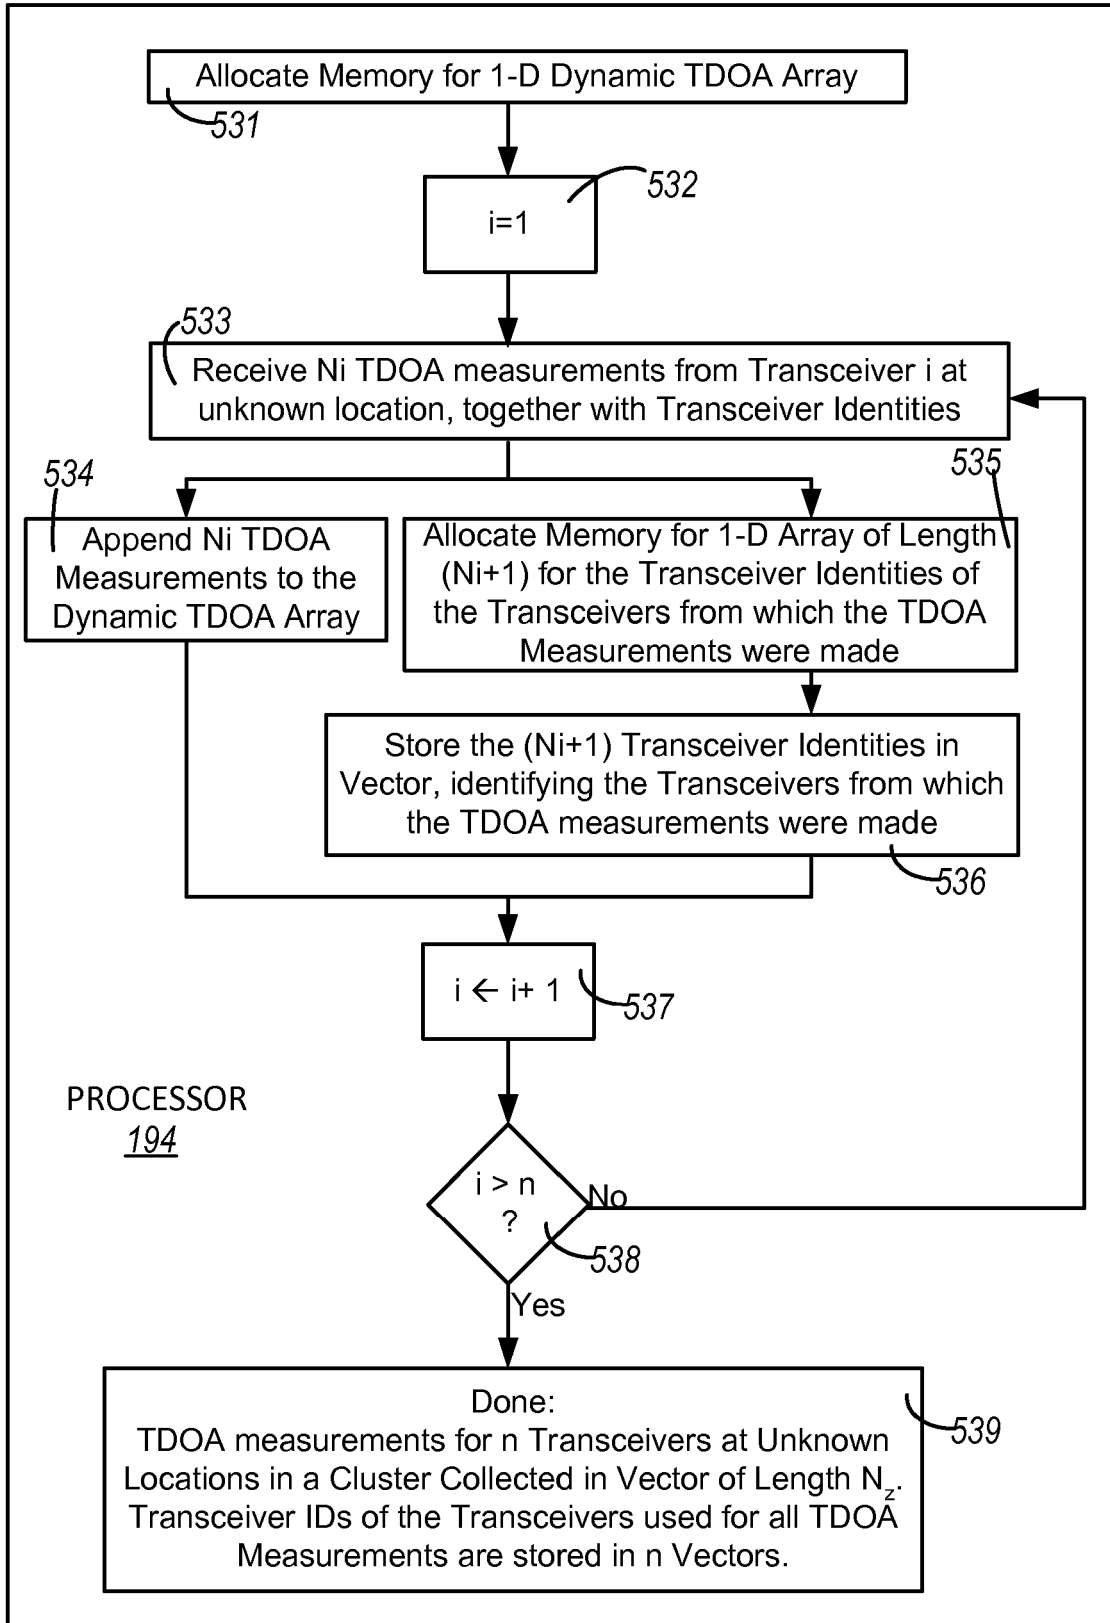 Allocate Memory for 1-D Dynamic TDOA Array
531
i=1
532
533
Receive Ni TDOA measurements from Transceiver i at
unknown location, together with Transceiver Identities
534
Append Ni TDOA
Measurements to the
Dynamic TDOA Array
535
Allocate Memory for 1-D Array of Length
(Ni+1) for the Transceiver Identities of
the Transceivers from which the TDOA
Measurements were made
Store the (Ni+1) Transceiver Identities in
Vector, identifying the Transceivers from which
the TDOA measurements were made
536
i ← i+ 1
537
PROCESSOR
194
i > n
?
No
538
Yes
Done:
539
TDOA measurements for n Transceivers at Unknown
Locations in a Cluster Collected in Vector of Length N_z.
Transceiver IDs of the Transceivers used for all TDOA
Measurements are stored in n Vectors.